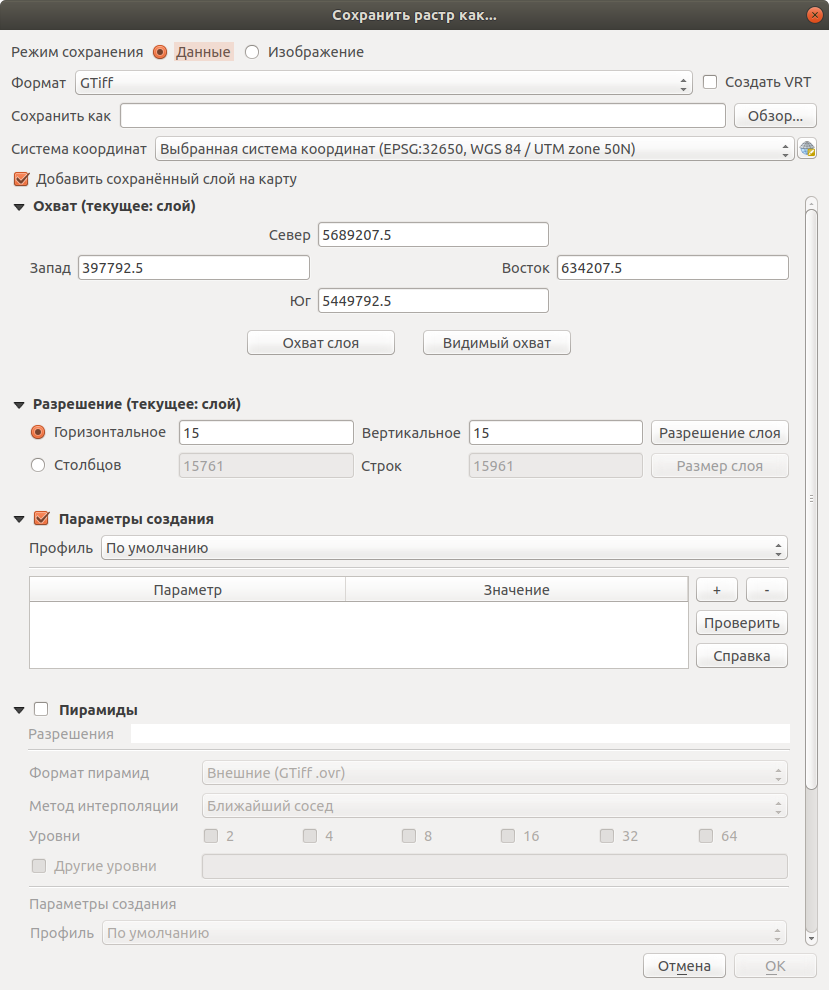 Сохранить растр как...
Режим сохранения Данные Изображение
Формат GTiff Создать VRT
Сохранить как Обзор...
Система координат Выбранная система координат (EPSG:32650, WGS 84 / UTM zone 50N)
Добавить сохранённый слой на карту
Охват (текущее: слой)
Север 5689207.5
Запад 397792.5 Восток 634207.5
Юг 5449792.5
Охват слоя Видимый охват
Разрешение (текущее: слой)
Горизонтальное 15 Вертикальное 15 Разрешение слоя
Столбцов 15761 Строк 15961 Размер слоя
Параметры создания
Профиль По умолчанию
Параметр Значение + -
Проверить
Справка
Пирамиды
Разрешения
Формат пирамид Внешние (GTiff .ovr)
Метод интерполяции Ближайший сосед
Уровни 2 4 8 16 32 64
Другие уровни
Параметры создания
Профиль По умолчанию
Отмена OK